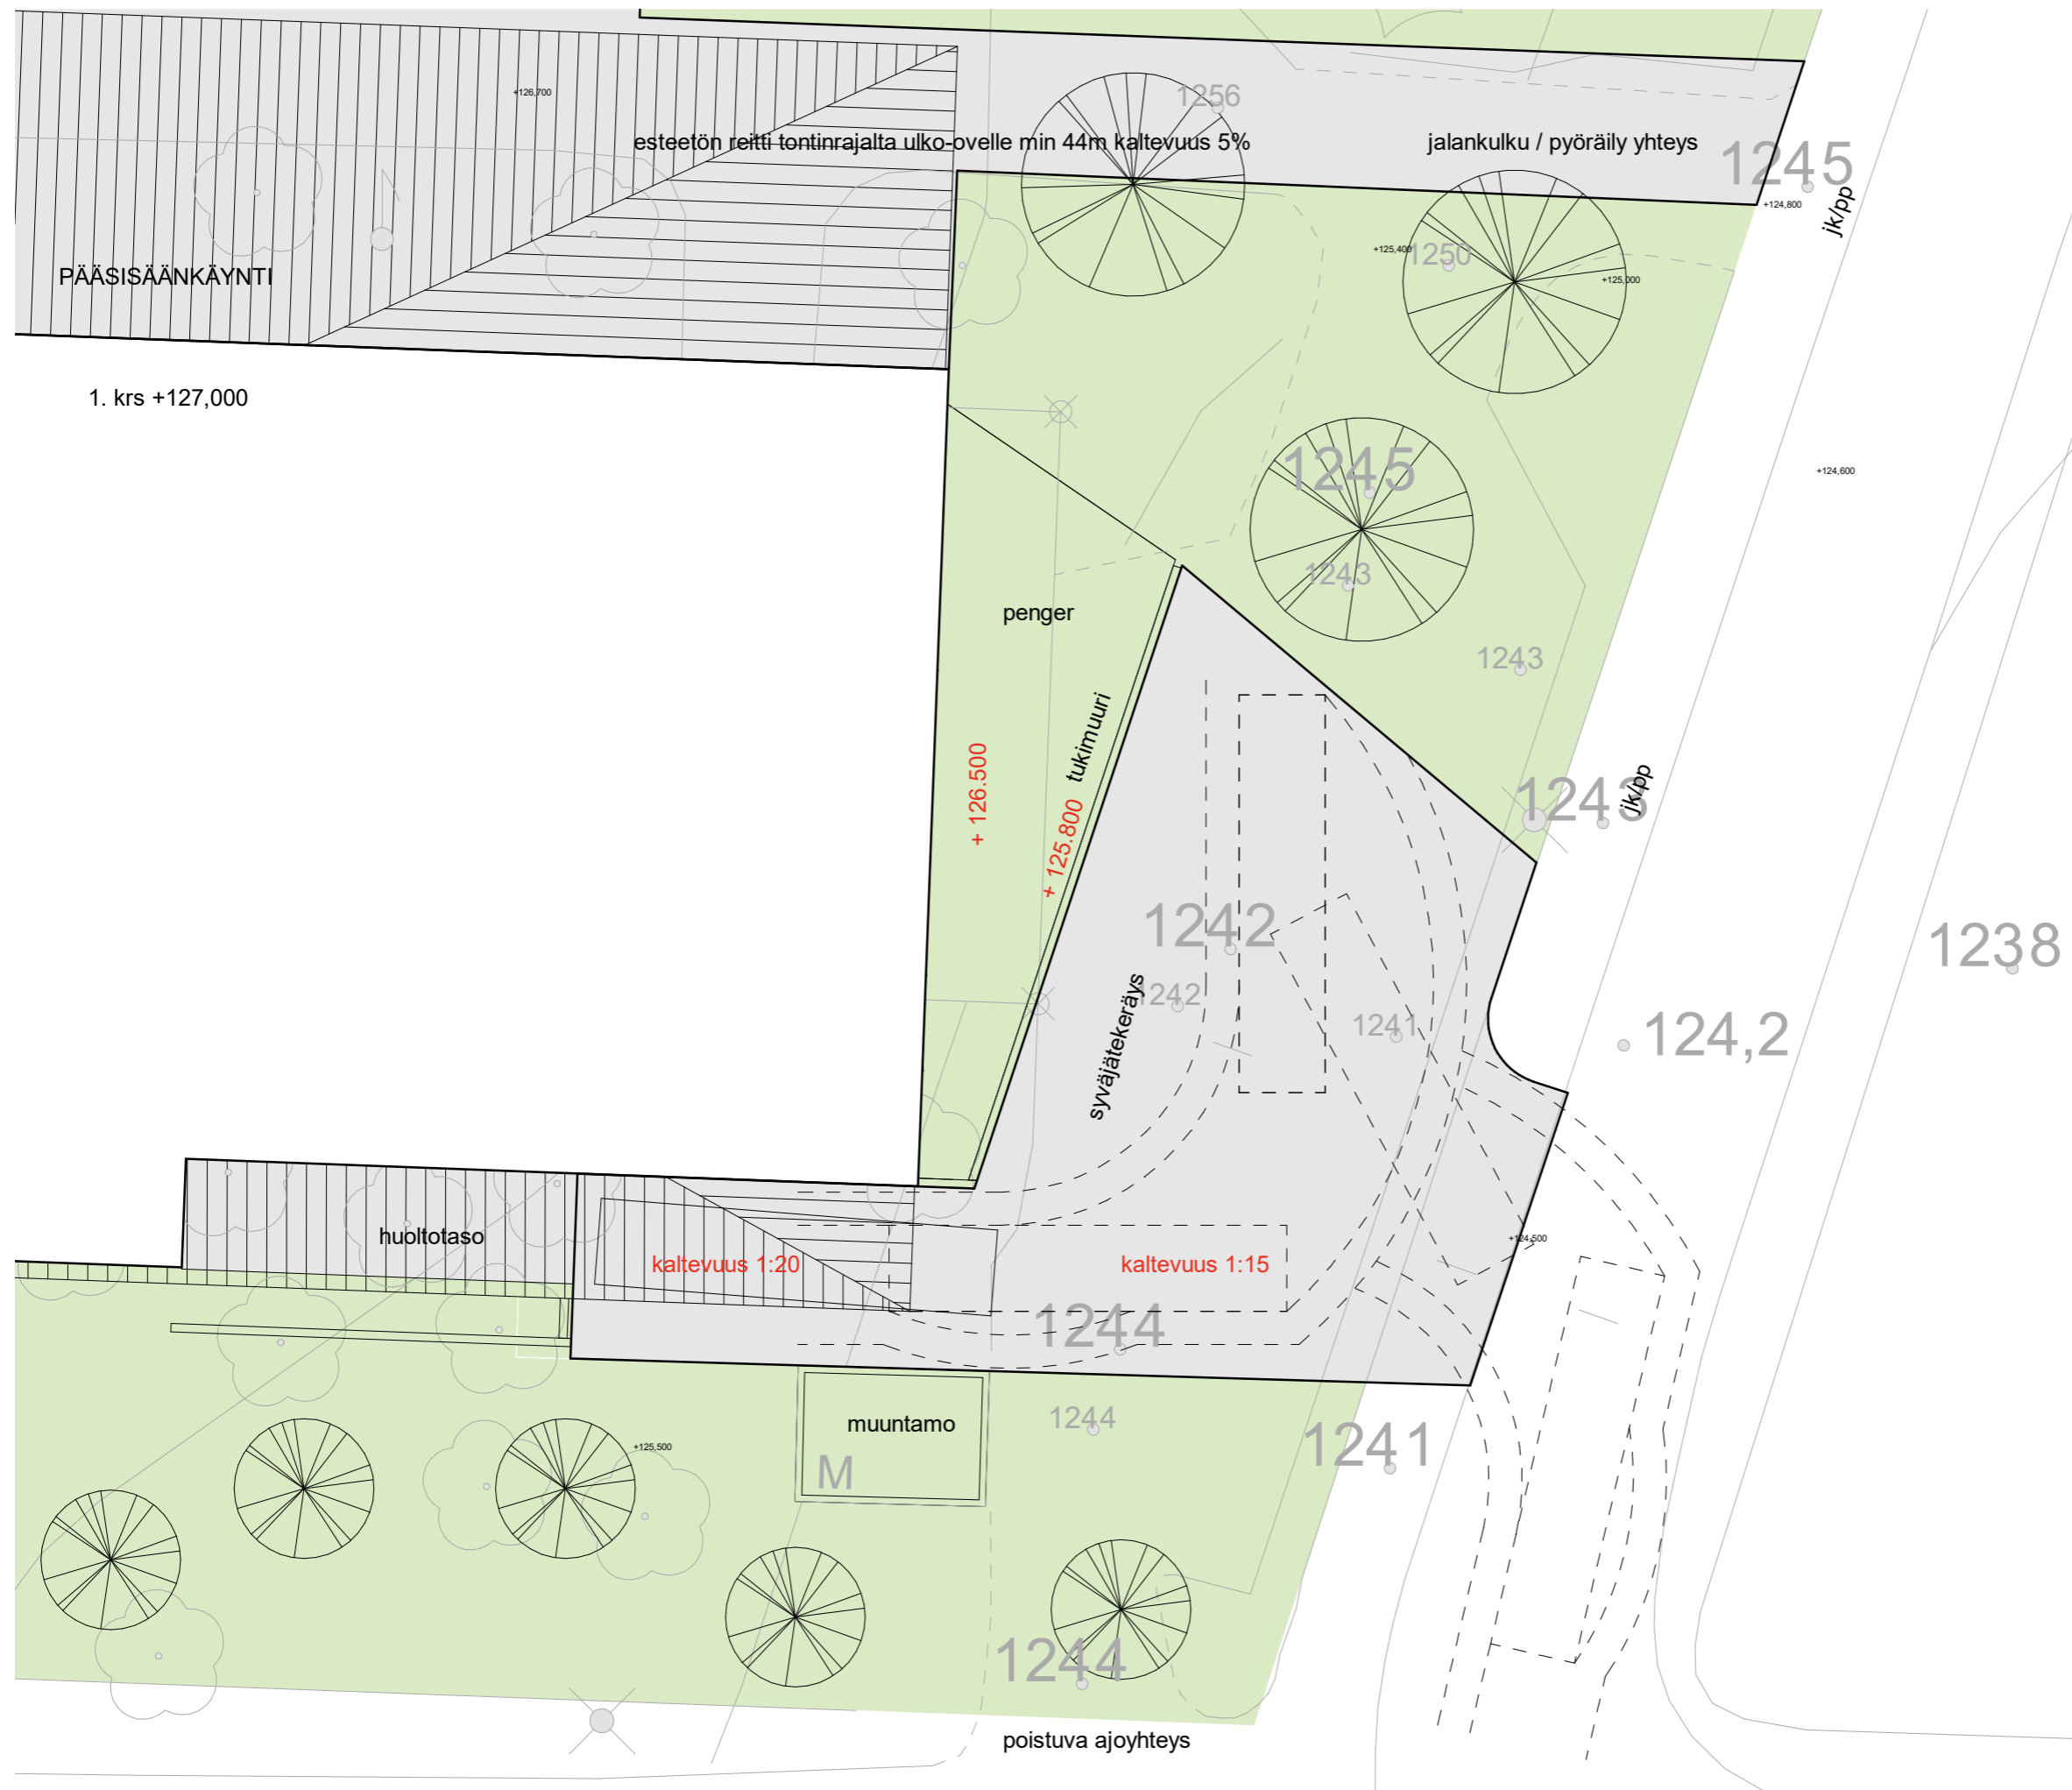 +126,700
1256
esteetön reitti tontinrajalta ulko-ovelle min 44m kaltevuus 5%
jalankulku / pyöräily yhteys
1245
+124,800
jk/pp
+125,400
1250
+125,000
PÄÄSISÄÄNKÄYNTI
1. krs +127,000
1245
+124,600
1243
penger
1243
tukimuuri
+ 126.500
+ 125.800
1243
jk/pp
1242
1238
syväjätekeräys
1242
1241
124,2
huoltotaso
+124,500
kaltevuus 1:20
kaltevuus 1:15
1244
muuntamo
1244
1241
+125,500
M
1244
poistuva ajoyhteys